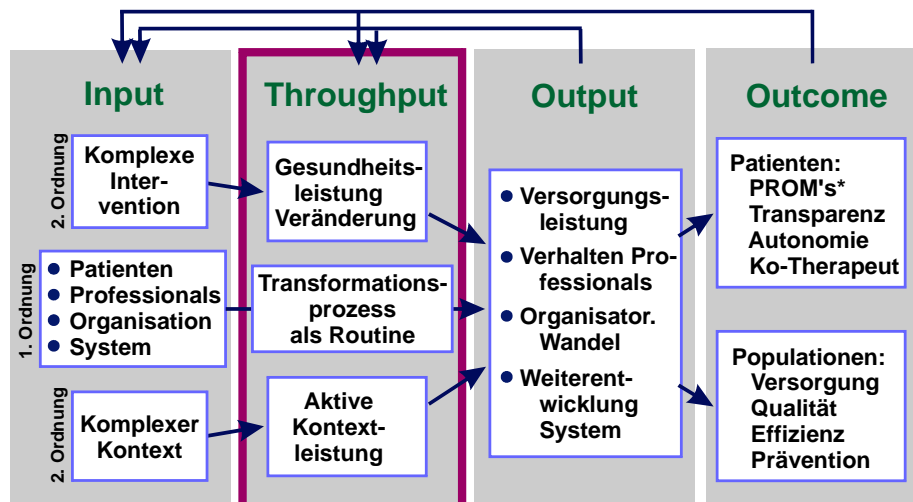 Input
Throughput
Output
Outcome
2. Ordnung
Komplexe
Inter-
vention
Gesundheits-
leistung
Veränderung
1. Ordnung
Patienten
Professionals
Organisation
System
Transformations-
prozess
als Routine
2. Ordnung
Komplexer
Kontext
Aktive
Kontext-
leistung
Versorgungs-
leistung
Verhalten Pro-
fessionals
Organisator.
Wandel
Weiterent-
wicklung
System
Patienten:
PROM's*
Transparenz
Autonomie
Ko-Therapeut
Populationen:
Versorgung
Qualität
Effizienz
Prävention